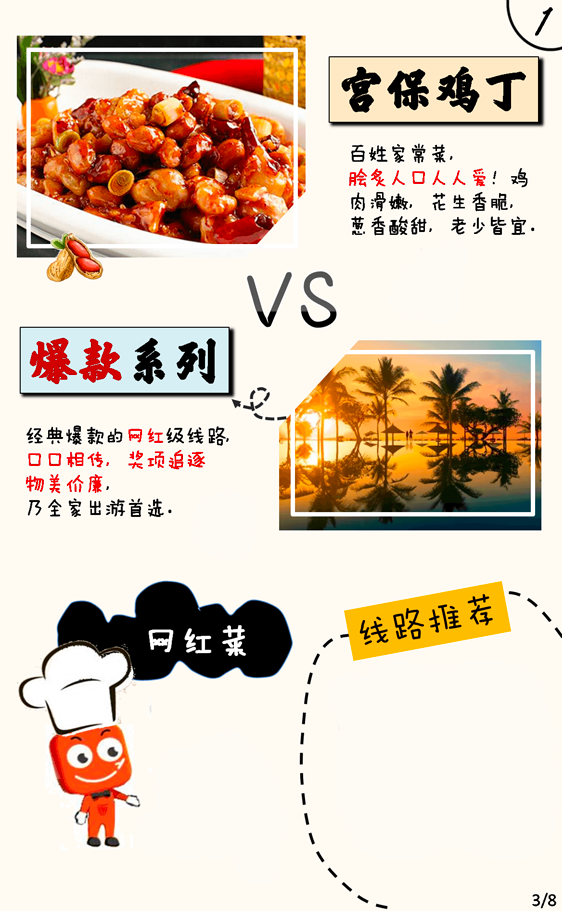 1
宫保鸡丁
百姓家常菜,
脍炙人口人人爱! 鸡
肉滑嫩, 花生香脆,
葱香酸甜, 老少皆宜.
VS
爆款系列
经典爆款的网红级线路,
口口相传, 奖项追逐
物美价廉,
乃全家出游首选.
网红菜
线路推荐
3/8